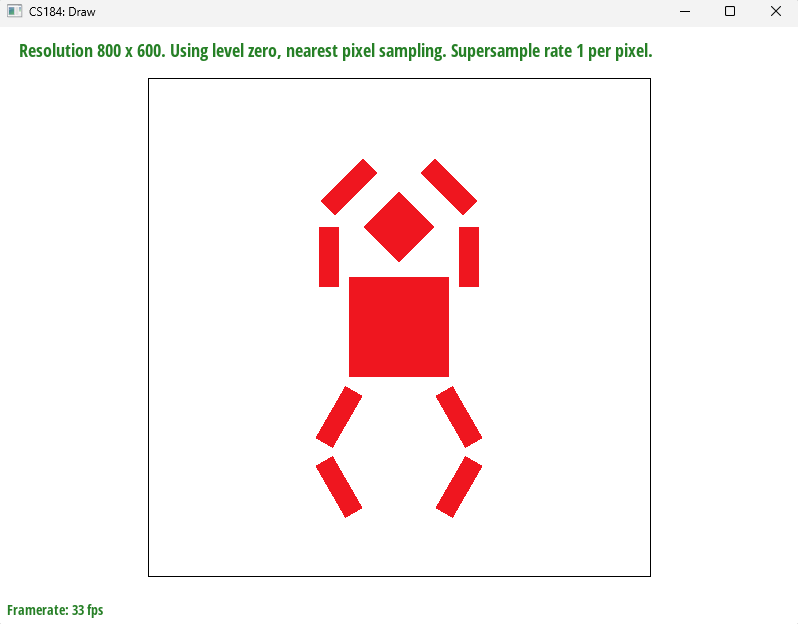 CS184: Draw
Resolution 800 x 600. Using level zero, nearest pixel sampling. Supersample rate 1 per pixel.
Framerate: 33 fps